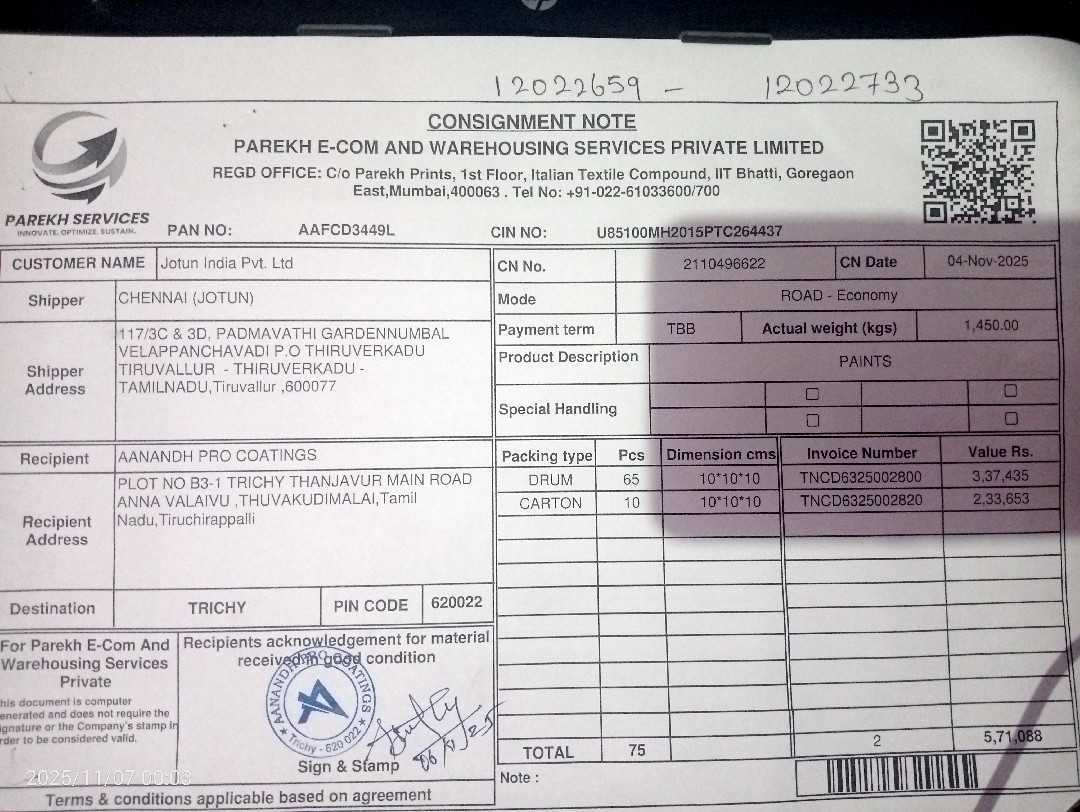 12022659 - 12022733
CONSIGNMENT NOTE
PAREKH E-COM AND WAREHOUSING SERVICES PRIVATE LIMITED
REGD OFFICE: C/o Parekh Prints, 1st Floor, Italian Textile Compound, IIT Bhatti, Goregaon
East,Mumbai,400063 . Tel No: +91-022-61033600/700
PAREKH SERVICES
INNOVATE. OPTIMIZE. SUSTAIN.
PAN NO: AAFCD3449L CIN NO: U85100MH2015PTC264437
CUSTOMER NAME Jotun India Pvt. Ltd
Shipper CHENNAI (JOTUN)
Shipper Address
117/3C & 3D, PADMAVATHI GARDENNUMBAL
VELAPPANCHAVADI P.O THIRUVERKADU
TIRUVALLUR - THIRUVERKADU -
TAMILNADU,Tiruvallur ,600077
CN No. 2110496622 CN Date 04-Nov-2025
Mode ROAD - Economy
Payment term TBB Actual weight (kgs) 1,450.00
Product Description PAINTS
Special Handling
Recipient AANANDH PRO COATINGS
Recipient Address
PLOT NO B3-1 TRICHY THANJAVUR MAIN ROAD
ANNA VALAIVU ,THUVAKUDIMALAI,Tamil
Nadu,Tiruchirappalli
Destination TRICHY PIN CODE 620022
Packing type Pcs Dimension cms Invoice Number Value Rs.
DRUM 65 10*10*10 TNCD6325002800 3,37,435
CARTON 10 10*10*10 TNCD6325002820 2,33,653
TOTAL 75 2 5,71,088
Note :
For Parekh E-Com And
Warehousing Services
Private
his document is computer
enerated and does not require the
ignature or the Company's stamp in
rder to be considered valid.
Recipients acknowledgement for material
received in good condition
AANANDH PRO COATINGS
Trichy - 620 022
Sign & Stamp
2025/11/07 00:03
Terms & conditions applicable based on agreement